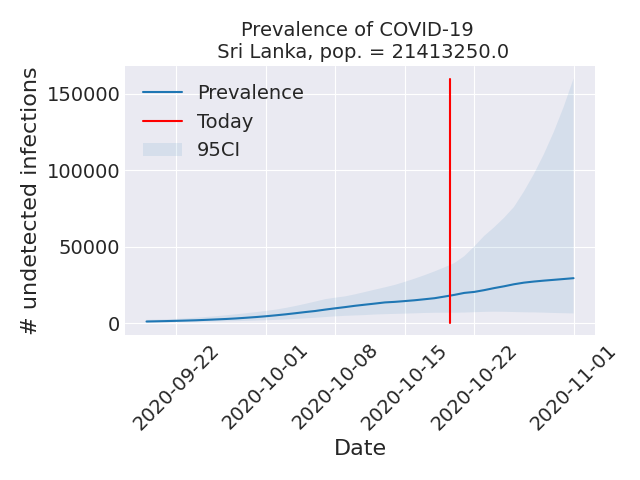 Prevalence of COVID-19
Sri Lanka, pop. = 21413250.0
Prevalence
Today
95CI
# undetected infections
150000
100000
50000
0
2020-09-22
2020-10-01
2020-10-08
2020-10-15
2020-10-22
2020-11-01
Date